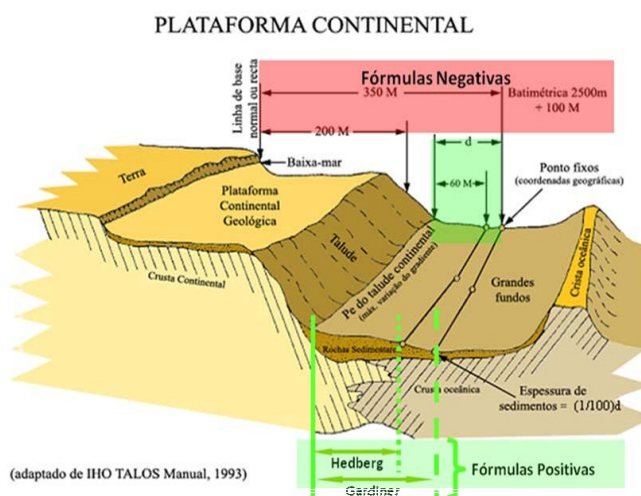 PLATAFORMA CONTINENTAL
Fórmulas Negativas
Linha de base
normal ou recta
350 M
Batimétrica 2500m
+ 100 M
200 M
d
Baixa-mar
60 M
Ponto fixos
(coordenadas geográficas)
Terra
Plataforma
Continental
Geológica
Talude
Pe do talude continental
(máx. variação do gradiente)
Grandes
fundos
Crista oceânica
Crusta Continental
Rochas Sedimentares
Crusta oceânica
Espessura de
sedimentos = (1/100)d
Hedberg
Gardiner
Fórmulas Positivas
(adaptado de IHO TALOS Manual, 1993)